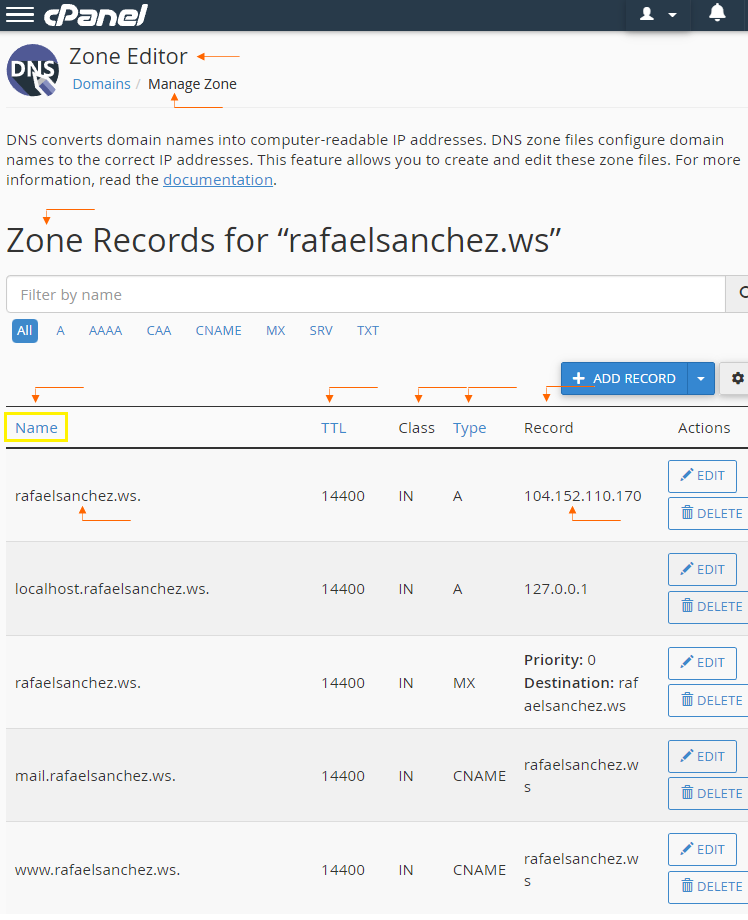 cPanel
DNS
Zone Editor
Domains / Manage Zone
DNS converts domain names into computer-readable IP addresses. DNS zone files configure domain
names to the correct IP addresses. This feature allows you to create and edit these zone files. For more
information, read the documentation.
Zone Records for “rafaelsanchez.ws”
Filter by name
All A AAAA CAA CNAME MX SRV TXT
ADD RECORD
Name TTL Class Type Record Actions
rafaelsanchez.ws. 14400 IN A 104.152.110.170 EDIT
DELETE
localhost.rafaelsanchez.ws. 14400 IN A 127.0.0.1 EDIT
DELETE
rafaelsanchez.ws. 14400 IN MX Priority: 0 EDIT
Destination: raf
aelsanchez.ws DELETE
mail.rafaelsanchez.ws. 14400 IN CNAME rafaelsanchez.w EDIT
s DELETE
www.rafaelsanchez.ws. 14400 IN CNAME rafaelsanchez.w EDIT
s DELETE